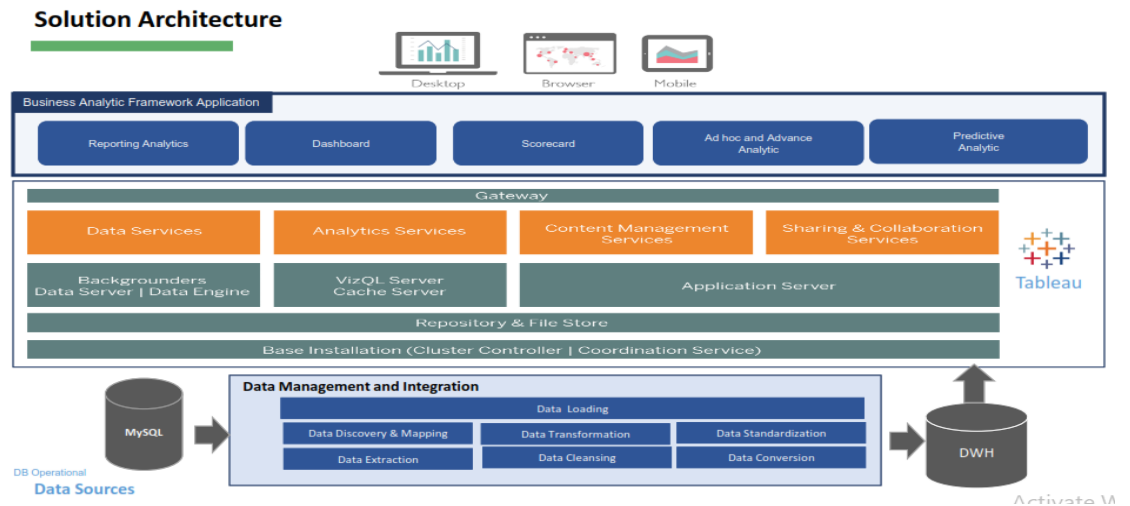 Solution Architecture
Desktop
Browser
Mobile
Business Analytic Framework Application
Reporting Analytics
Dashboard
Scorecard
Ad hoc and Advance
Analytic
Predictive
Analytic
Gateway
Data Services
Analytics Services
Content Management
Services
Sharing & Collaboration
Services
Backgrounders
Data Server | Data Engine
VizQL Server
Cache Server
Application Server
Tableau
Repository & File Store
Base Installation (Cluster Controller | Coordination Service)
MySQL
DB Operational
Data Sources
Data Management and Integration
Data Loading
Data Discovery & Mapping
Data Transformation
Data Standardization
Data Extraction
Data Cleansing
Data Conversion
DWH
Activate